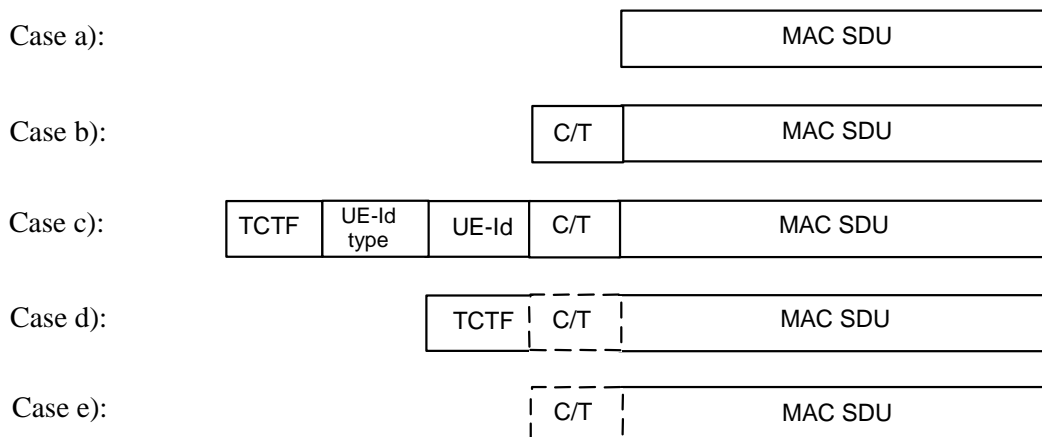 Case a): MAC SDU
Case b): C/T MAC SDU
Case c): TCTF UE-Id type UE-Id C/T MAC SDU
Case d): TCTF C/T MAC SDU
Case e): C/T MAC SDU